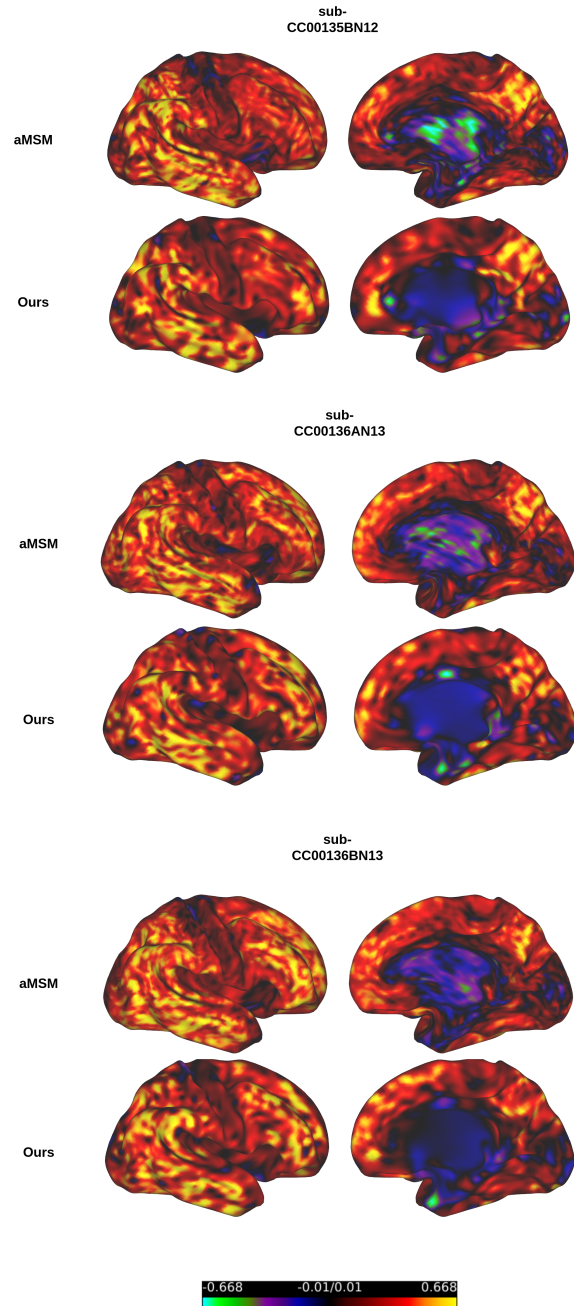 sub-
CC00135BN12
aMSM
Ours
sub-
CC00136AN13
aMSM
Ours
sub-
CC00136BN13
aMSM
Ours
-0.668 -0.01/0.01 0.668